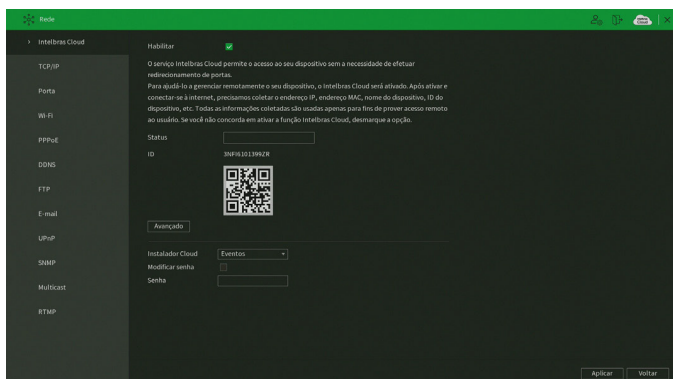 Rede
Intelbras Cloud
TCP/IP
Porta
Wi-Fi
PPPoE
DDNS
FTP
E-mail
UPnP
SNMP
Multicast
RTMP
Habilitar
O serviço Intelbras Cloud permite o acesso ao seu dispositivo sem a necessidade de efetuar
redirecionamento de portas.
Para ajudá-lo a gerenciar remotamente o seu dispositivo, o Intelbras Cloud será ativado. Após ativar e
conectar-se à internet, precisamos coletar o endereço IP, endereço MAC, nome do dispositivo, ID do
dispositivo, etc. Todas as informações coletadas são usadas apenas para fins de prover acesso remoto
ao usuário. Se você não concorda em ativar a função Intelbras Cloud, desmarque a opção.
Status
ID 3NFI6101399ZR
Avançado
Instalador Cloud Eventos
Modificar senha
Senha
Aplicar Voltar